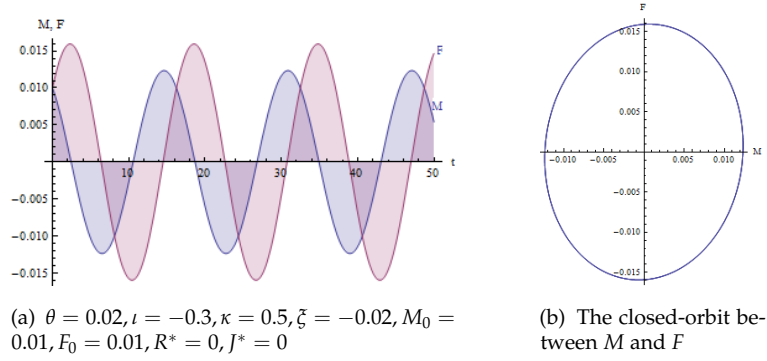 M, F
0.015
0.010
0.005
−0.005
−0.010
−0.015
10
20
30
40
50
t
F
M
F
0.015
0.010
0.005
−0.005
−0.010
−0.015
−0.010
−0.005
0.005
0.010
M
(a) θ = 0.02, ι = −0.3, κ = 0.5, ξ = −0.02, M₀ =
0.01, F₀ = 0.01, R* = 0, J* = 0
(b) The closed-orbit be-
tween M and F